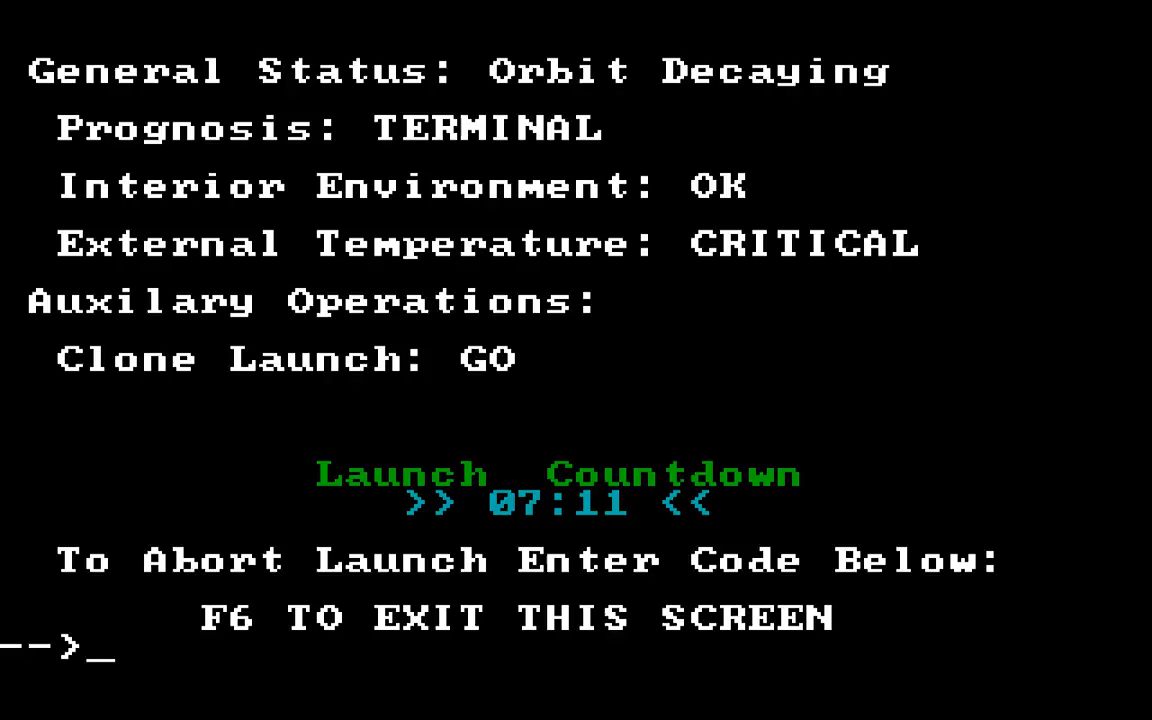 General Status: Orbit Decaying
Prognosis: TERMINAL
Interior Environment: OK
External Temperature: CRITICAL
Auxilary Operations:
Clone Launch: GO
Launch Countdown
>> 07:11 <<
To Abort Launch Enter Code Below:
F6 TO EXIT THIS SCREEN
-->_